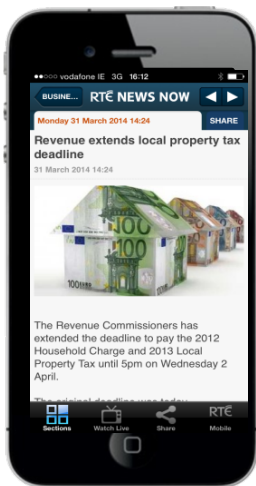 vodafone IE 3G 16:12
BUSINE... RTÉ NEWS NOW
Monday 31 March 2014 14:24 SHARE
Revenue extends local property tax
deadline
31 March 2014 14:24
100
100
100EURO
The Revenue Commissioners has
extended the deadline to pay the 2012
Household Charge and 2013 Local
Property Tax until 5pm on Wednesday 2
April.
The original deadline was today
RTÉ
Sections Watch Live Share Mobile